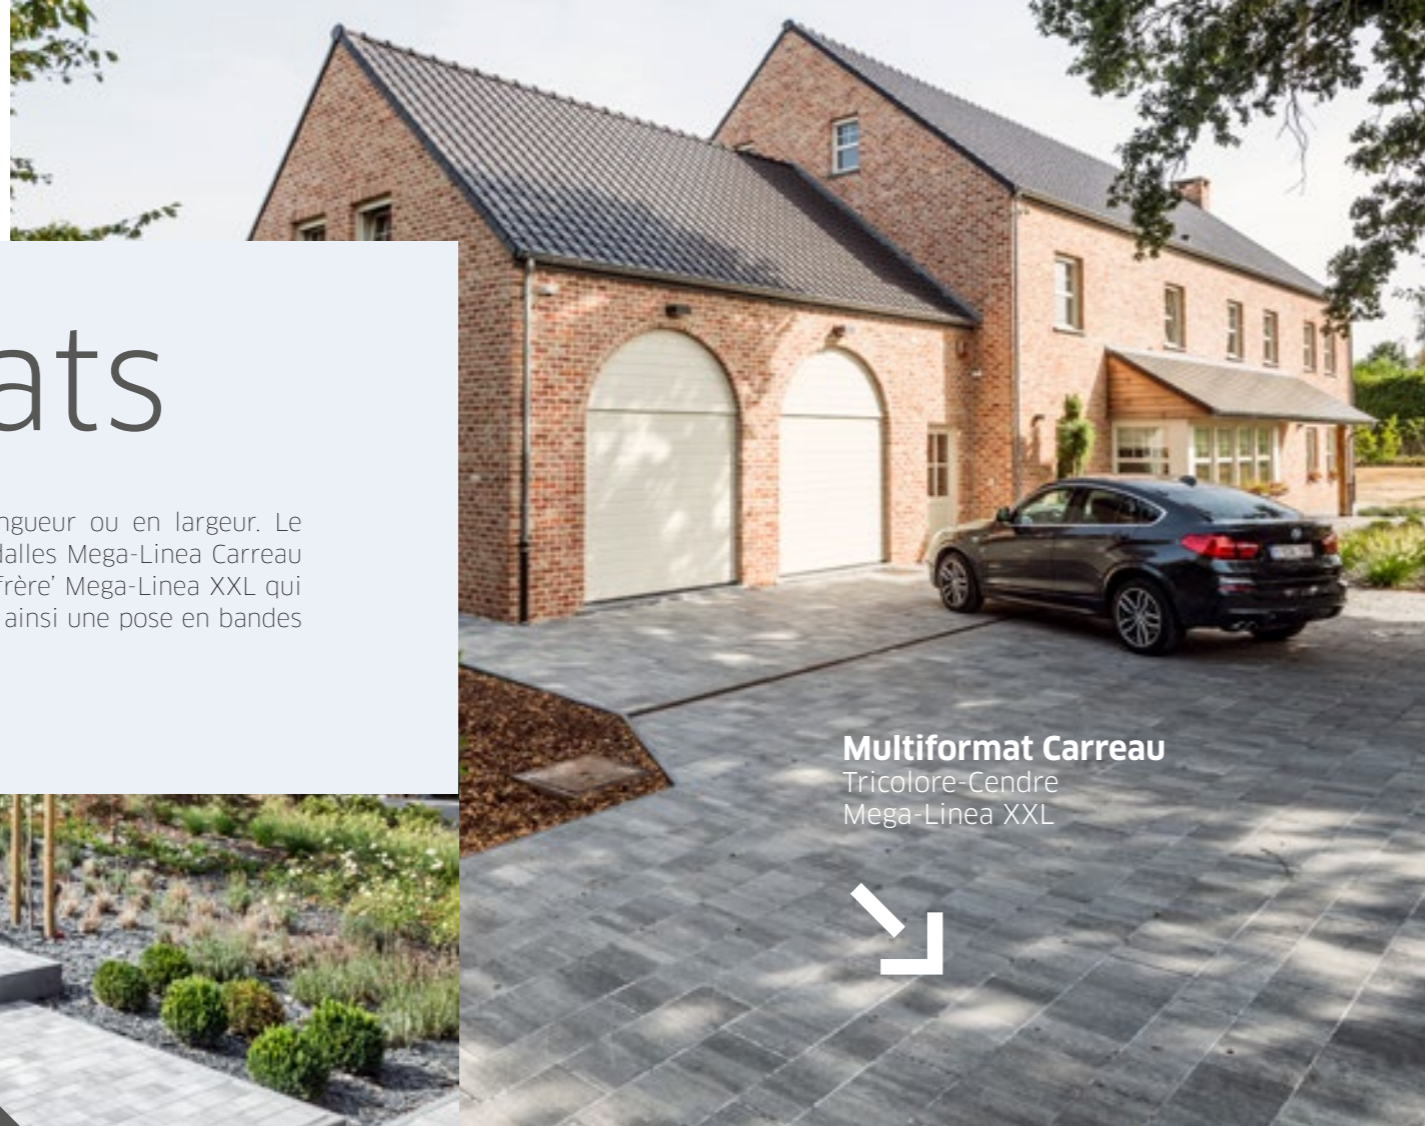 ats
ngueur ou en largeur. Le
dalles Mega-Linea Carreau
frère’ Mega-Linea XXL qui
ainsi une pose en bandes
Multiformat Carreau
Tricolore-Cendre
Mega-Linea XXL